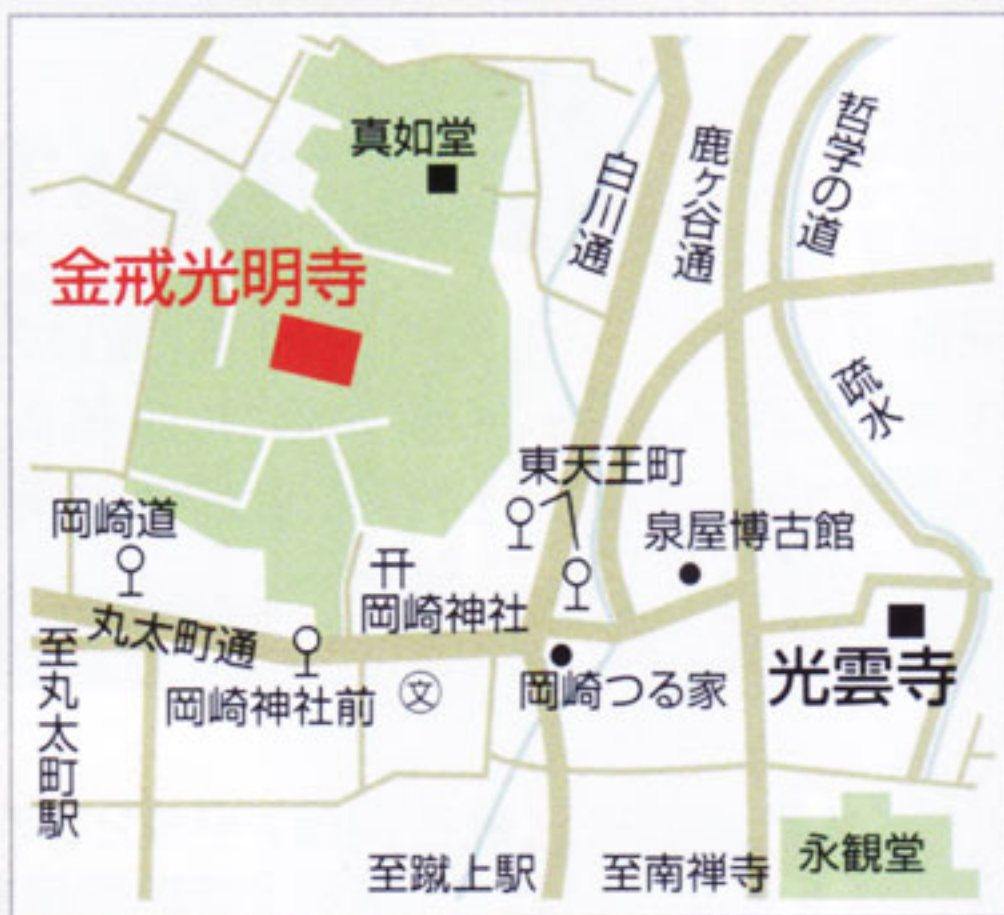 真如堂
金戒光明寺
白川通
鹿ヶ谷通
哲学の道
疏水
東天王町
岡崎道
泉屋博古館
岡崎神社
丸太町通
至丸太町駅
岡崎神社前
文
岡崎つる家
光雲寺
至蹴上駅
至南禅寺
永観堂